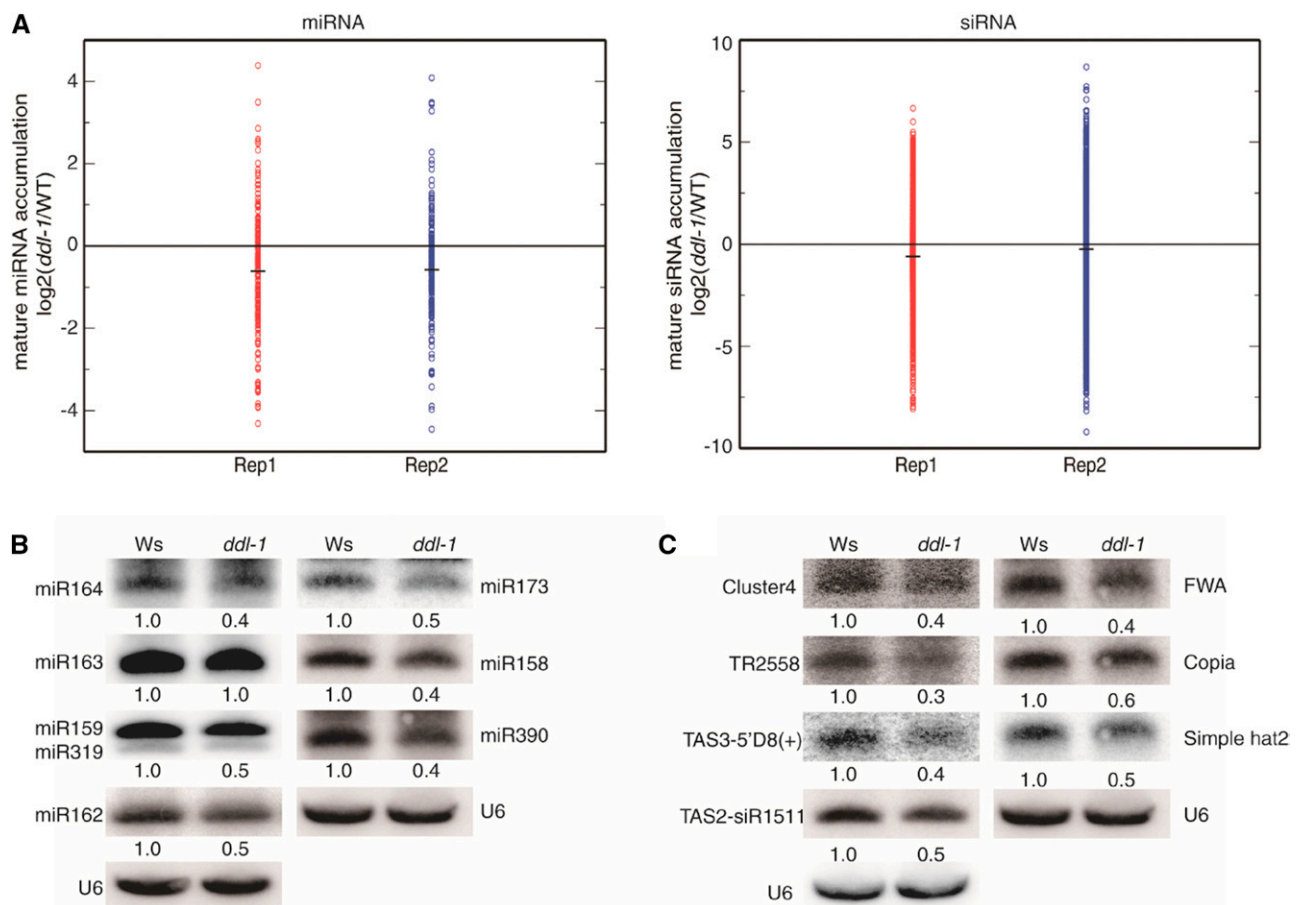 A
miRNA
mature miRNA accumulation
log2(ddl-1/WT)
4
2
0
-2
-4
Rep1
Rep2
siRNA
mature siRNA accumulation
log2(ddl-1/WT)
10
5
0
-5
-10
Rep1
Rep2
B
Ws
ddl-1
Ws
ddl-1
miR164
miR173
1.0
0.4
1.0
0.5
miR163
miR158
1.0
1.0
1.0
0.4
miR159
miR319
miR390
1.0
0.5
1.0
0.4
miR162
U6
1.0
0.5
U6
C
Ws
ddl-1
Ws
ddl-1
Cluster4
FWA
1.0
0.4
1.0
0.4
TR2558
Copia
1.0
0.3
1.0
0.6
TAS3-5'D8(+)
Simple hat2
1.0
0.4
1.0
0.5
TAS2-siR1511
U6
1.0
0.5
U6